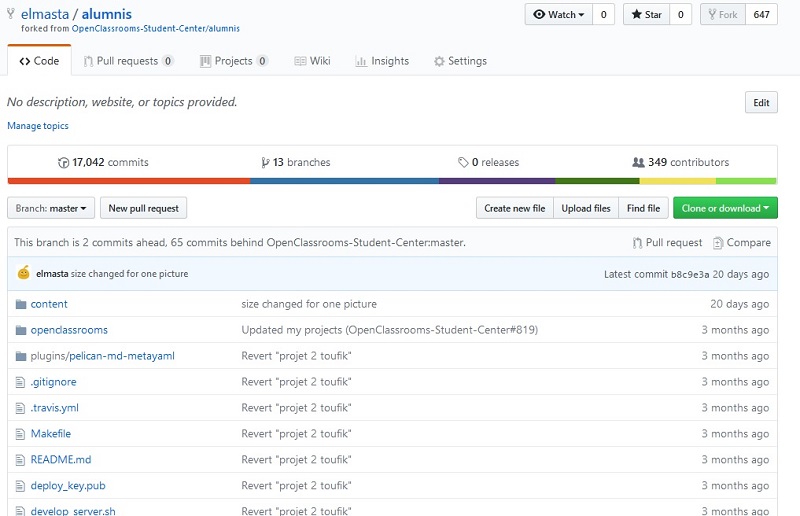 elmasta / alumnis
forked from OpenClassrooms-Student-Center/alumnis
Watch 0 Star 0 Fork 647
Code Pull requests 0 Projects 0 Wiki Insights Settings
No description, website, or topics provided. Edit
Manage topics
17,042 commits 13 branches 0 releases 349 contributors
Branch: master New pull request Create new file Upload files Find file Clone or download
This branch is 2 commits ahead, 65 commits behind OpenClassrooms-Student-Center:master. Pull request Compare
elmasta size changed for one picture Latest commit b8c9e3a 20 days ago
content size changed for one picture 20 days ago
openclassrooms Updated my projects (OpenClassrooms-Student-Center#819) 3 months ago
plugins/pelican-md-metayaml Revert "projet 2 toufik" 3 months ago
.gitignore Revert "projet 2 toufik" 3 months ago
.travis.yml Revert "projet 2 toufik" 3 months ago
Makefile Revert "projet 2 toufik" 3 months ago
README.md Revert "projet 2 toufik" 3 months ago
deploy_key.pub Revert "projet 2 toufik" 3 months ago
develop_server.sh Revert "projet 2 toufik" 3 months ago